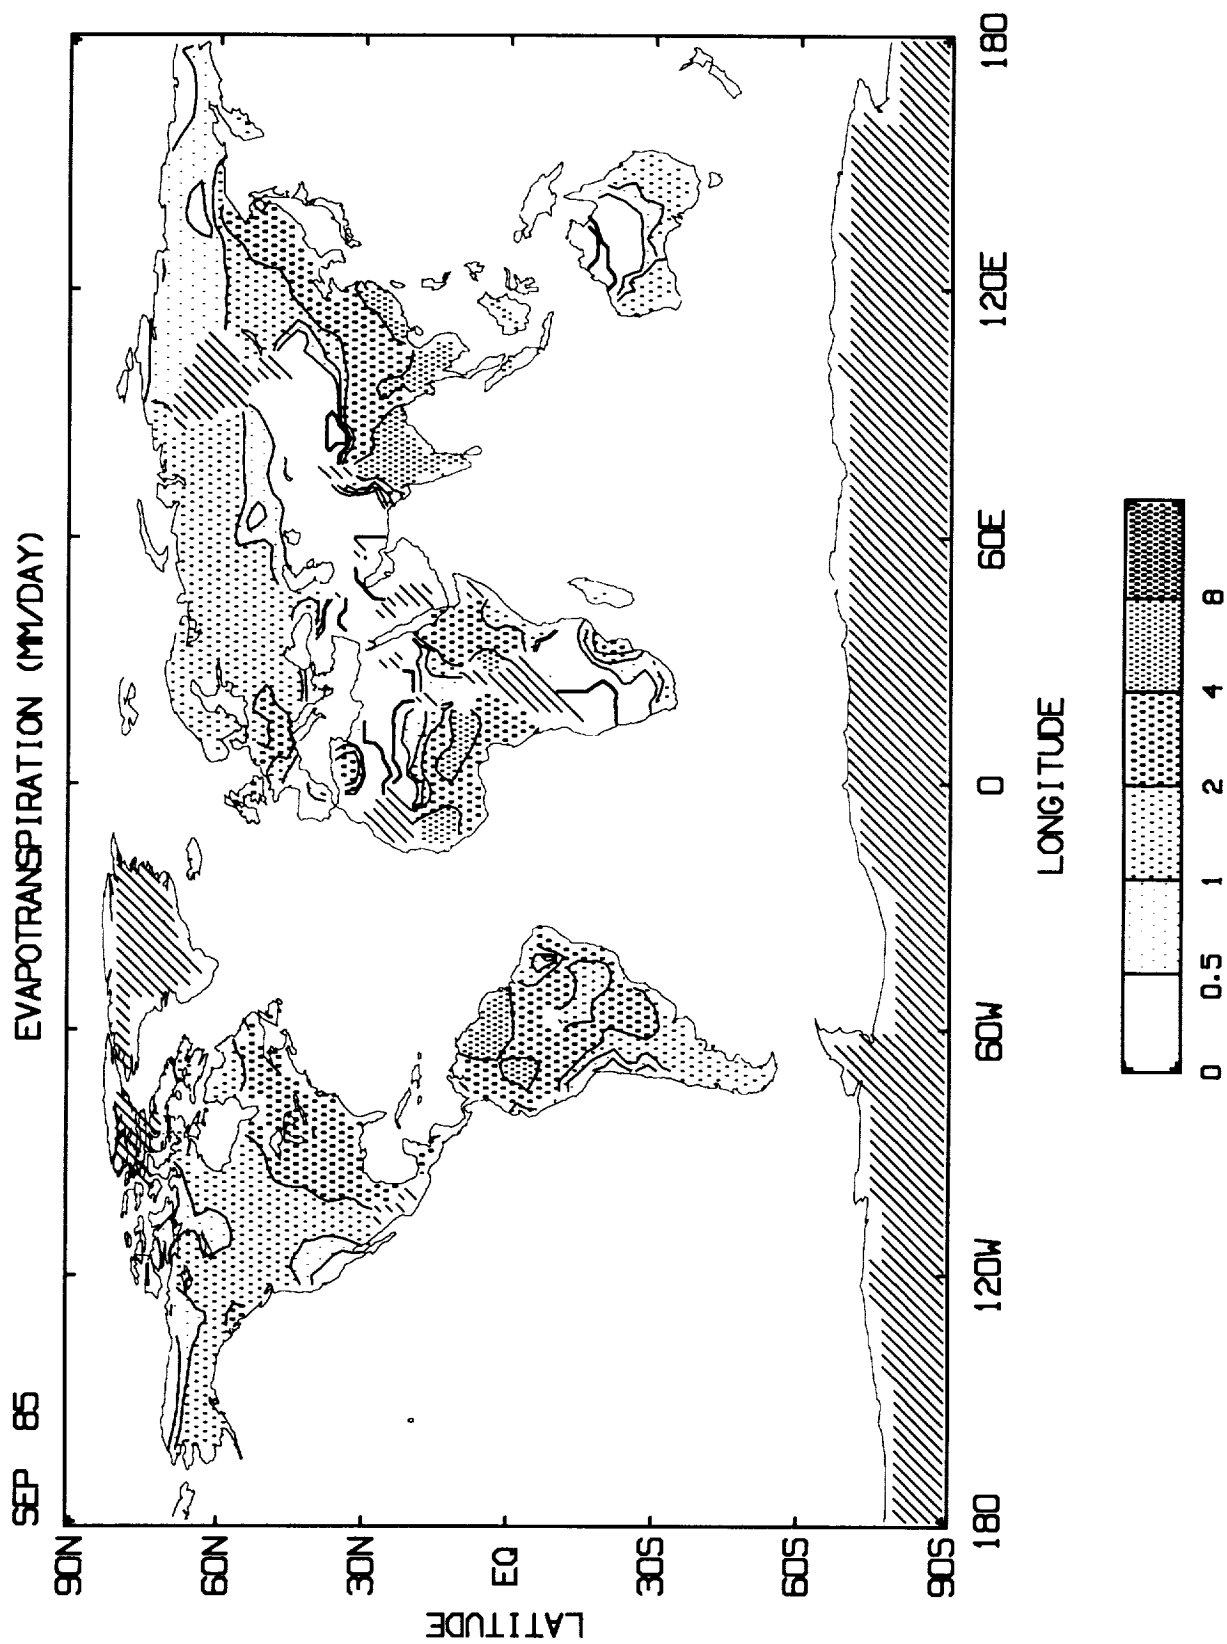 SEP 85
EVAPOTRANSPIRATION (MM/DAY)
90N
60N
30N
EQ
30S
60S
90S
LATITUDE
180
120W
60W
0
60E
120E
180
LONGITUDE
0
0.5
1
2
4
8